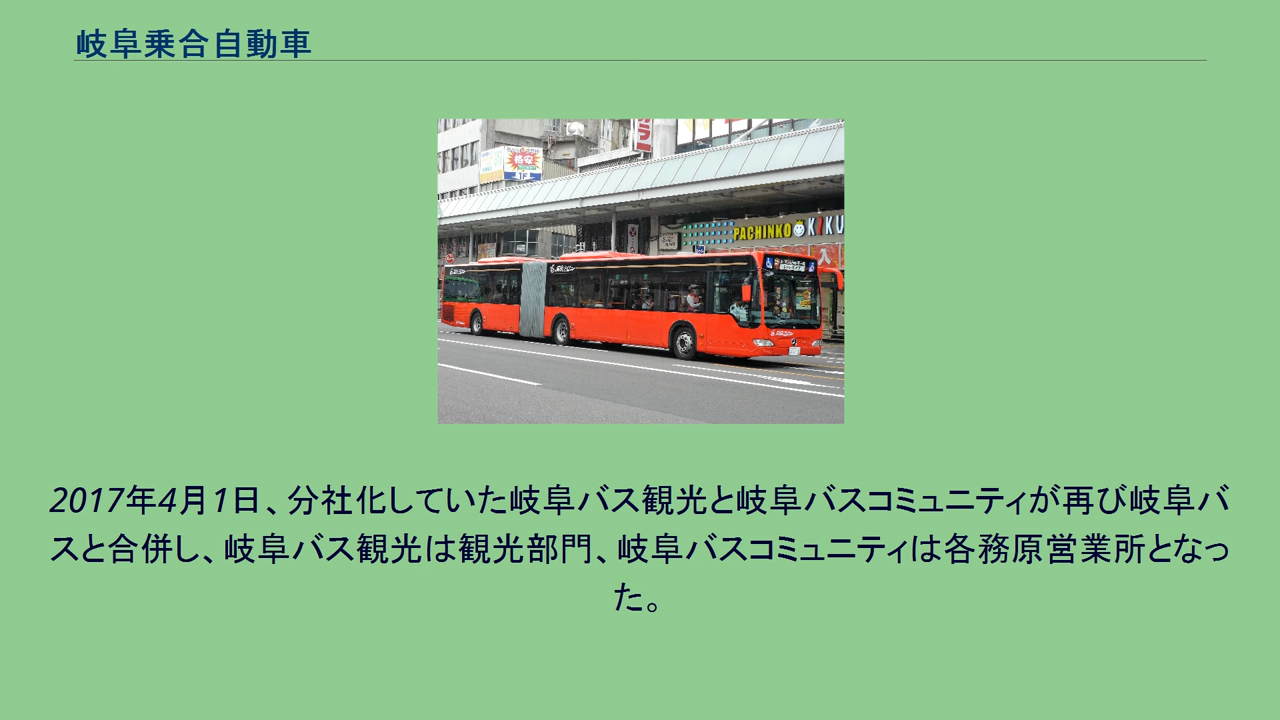 岐阜乗合自動車
格安
1F
PACHINKO KIKU
2017年4月1日、分社化していた岐阜バス観光と岐阜バスコミュニティが再び岐阜バ
スと合併し、岐阜バス観光は観光部門、岐阜バスコミュニティは各務原営業所となっ
た。